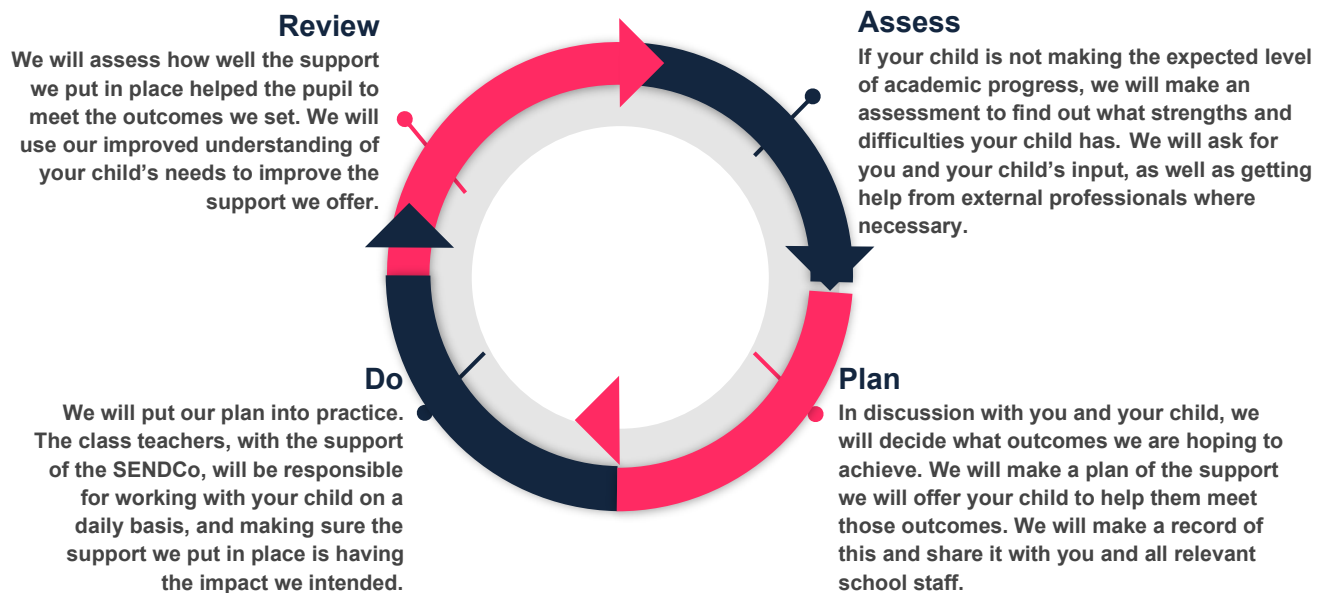 Review
We will assess how well the support
we put in place helped the pupil to
meet the outcomes we set. We will
use our improved understanding of
your child’s needs to improve the
support we offer.
Assess
If your child is not making the expected level
of academic progress, we will make an
assessment to find out what strengths and
difficulties your child has. We will ask for
you and your child’s input, as well as getting
help from external professionals where
necessary.
Do
We will put our plan into practice.
The class teachers, with the support
of the SENDCo, will be responsible
for working with your child on a
daily basis, and making sure the
support we put in place is having
the impact we intended.
Plan
In discussion with you and your child, we
will decide what outcomes we are hoping to
achieve. We will make a plan of the support
we will offer your child to help them meet
those outcomes. We will make a record of
this and share it with you and all relevant
school staff.